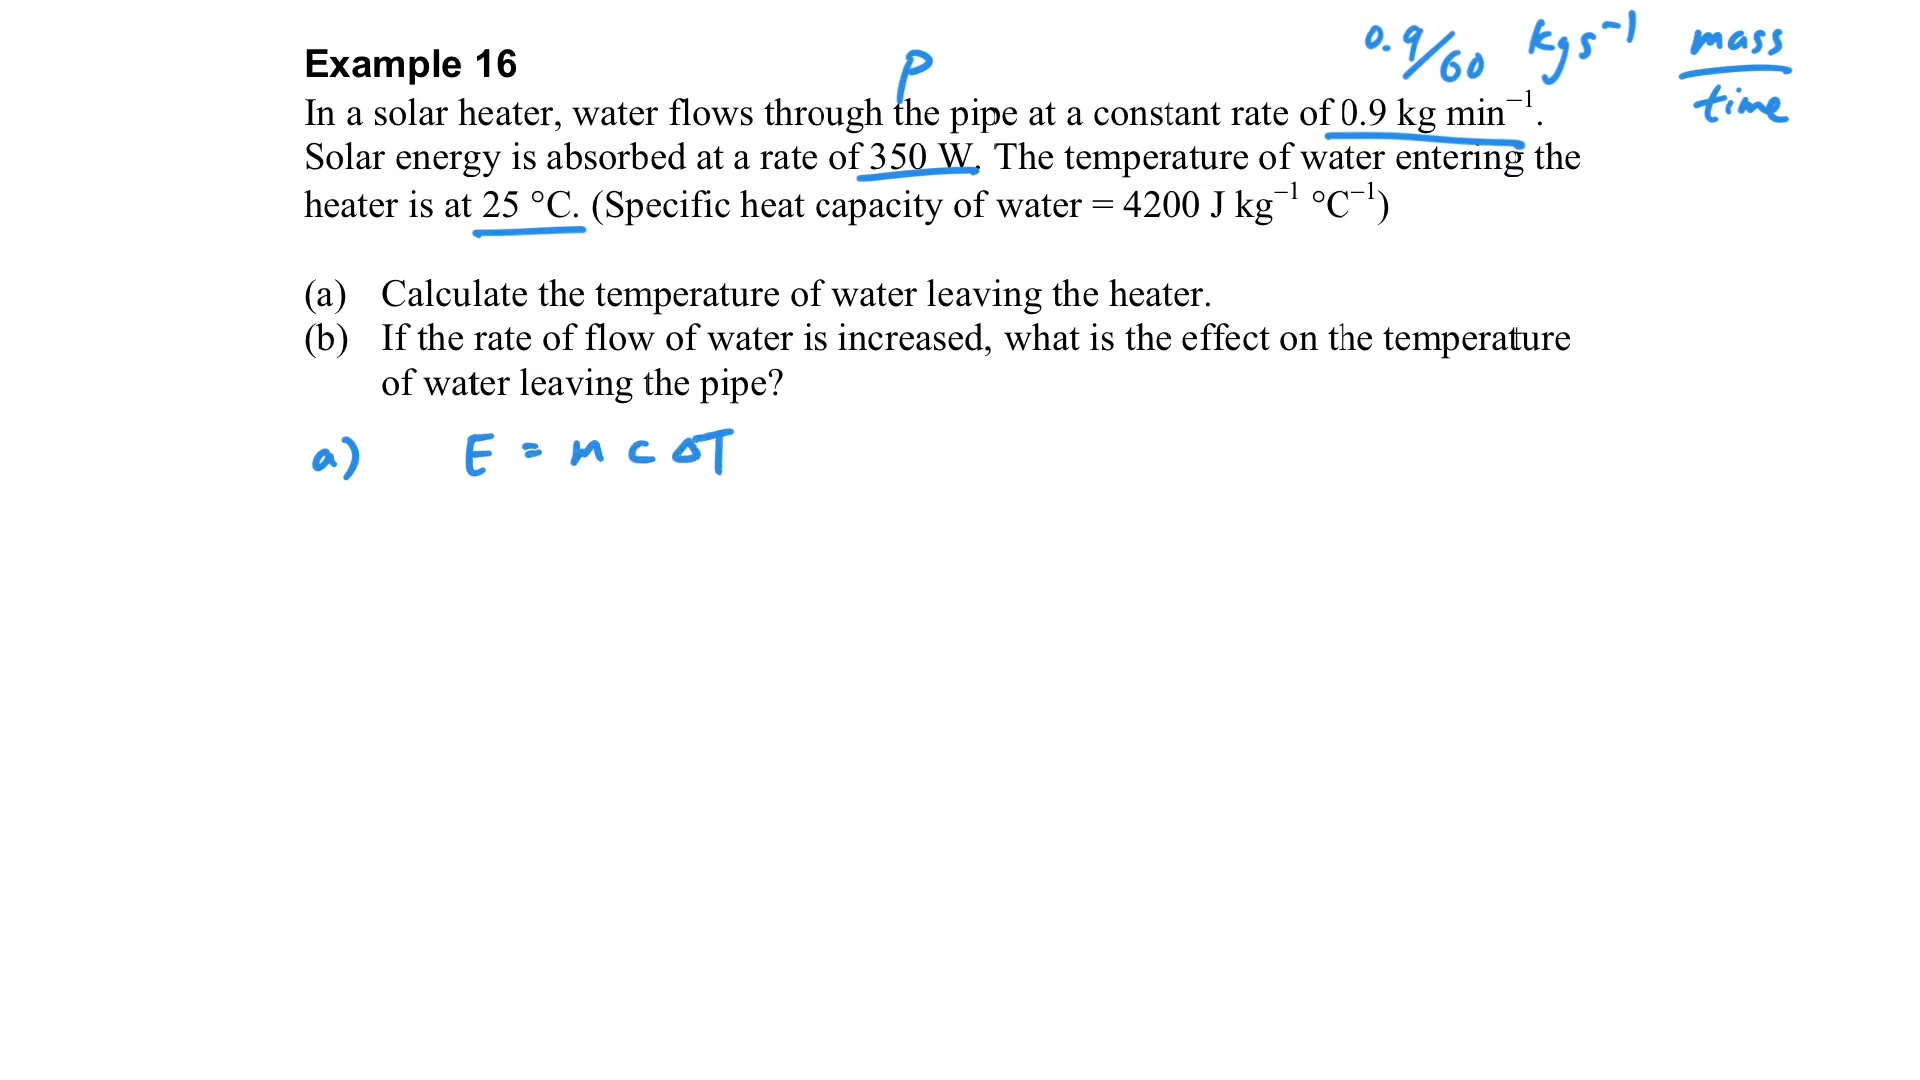 0.9/60 kg s⁻¹ mass/time
Example 16
P
In a solar heater, water flows through the pipe at a constant rate of 0.9 kg min⁻¹.
Solar energy is absorbed at a rate of 350 W. The temperature of water entering the
heater is at 25 °C. (Specific heat capacity of water = 4200 J kg⁻¹ °C⁻¹)
(a) Calculate the temperature of water leaving the heater.
(b) If the rate of flow of water is increased, what is the effect on the temperature
of water leaving the pipe?
a) E = m c ΔT